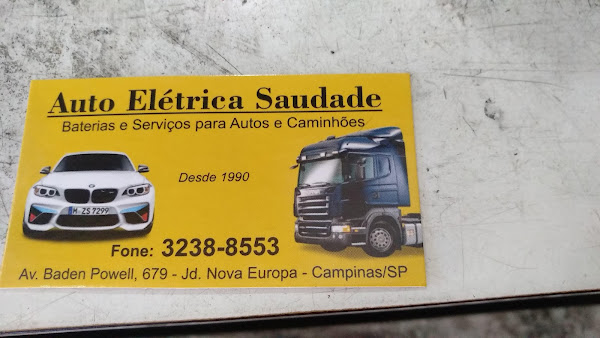 Auto Elétrica Saudade
Baterias e Serviços para Autos e Caminhões
Desde 1990
M-ZS 7299
Fone: 3238-8553
Av. Baden Powell, 679 - Jd. Nova Europa - Campinas/SP